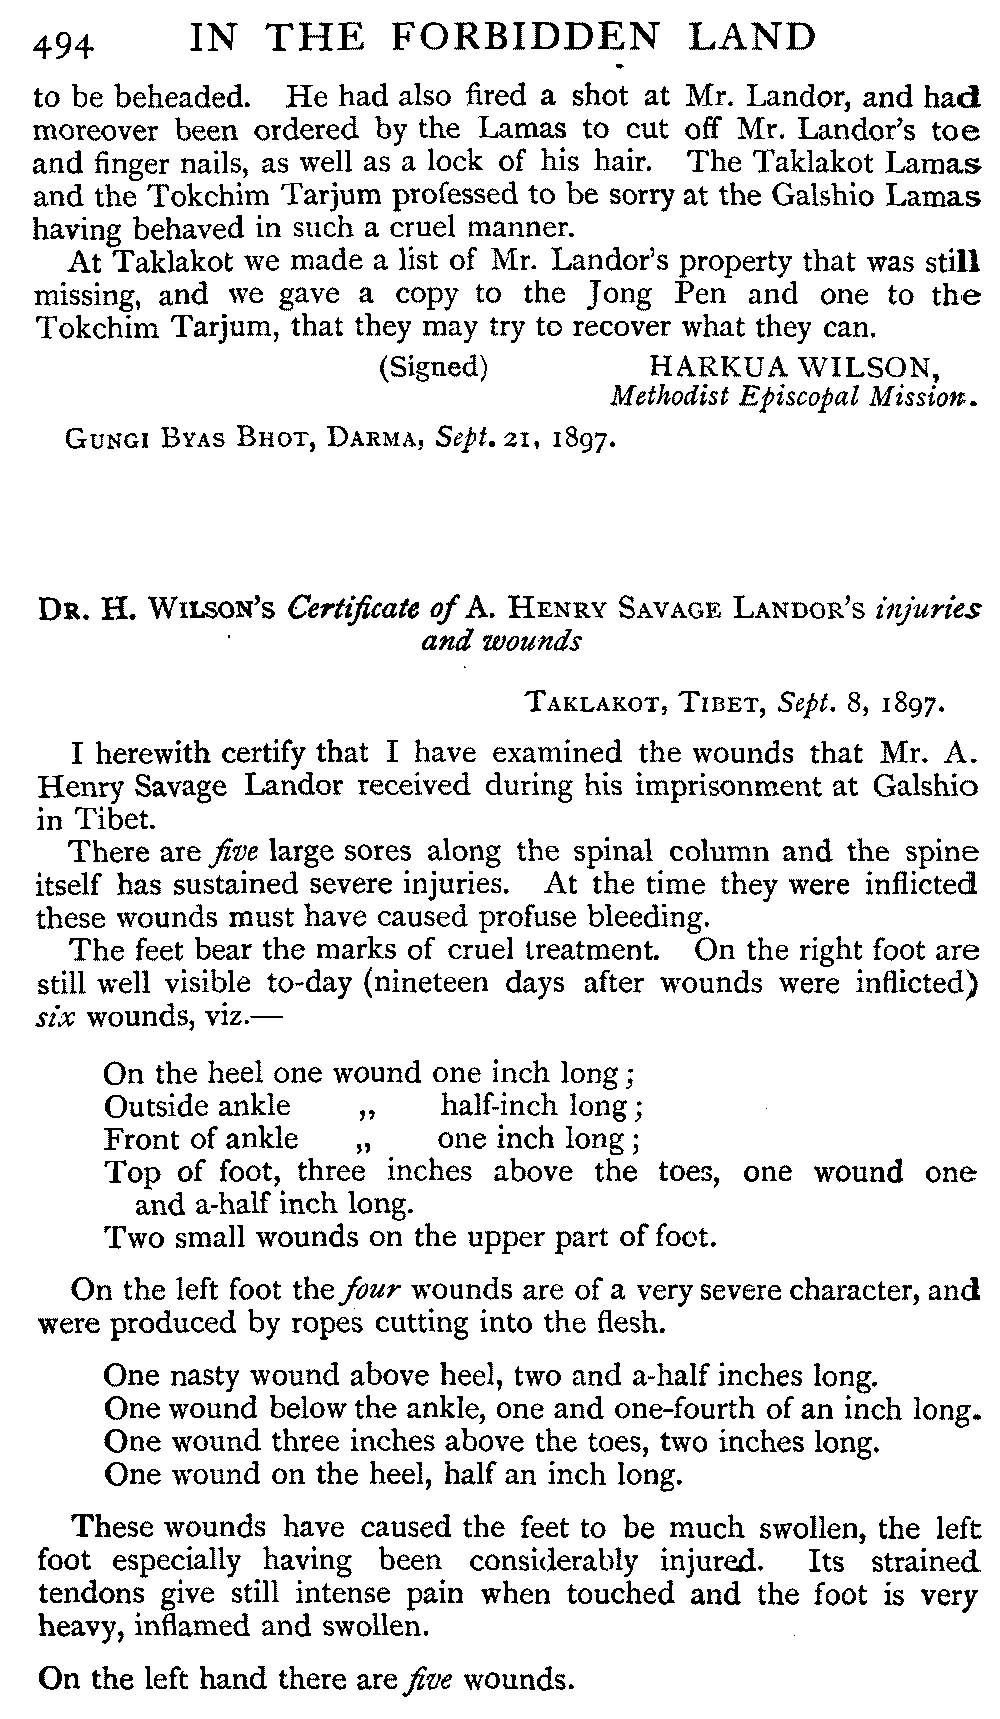 494 IN THE FORBIDDEN LAND
to be beheaded. He had also fired a shot at Mr. Landor, and had
moreover been ordered by the Lamas to cut off Mr. Landor's toe
and finger nails, as well as a lock of his hair. The Taklakot Lamas
and the Tokchim Tarjum professed to be sorry at the Galshio Lamas
having behaved in such a cruel manner.
At Taklakot we made a list of Mr. Landor's property that was still
missing, and we gave a copy to the Jong Pen and one to the
Tokchim Tarjum, that they may try to recover what they can.
(Signed) HARKUA WILSON,
Methodist Episcopal Mission.
GUNGI BYAS BHOT, DARMA, Sept. 21, 1897.
DR. H. WILSON'S Certificate of A. HENRY SAVAGE LANDOR'S injuries
and wounds
TAKLAKOT, TIBET, Sept. 8, 1897.
I herewith certify that I have examined the wounds that Mr. A.
Henry Savage Landor received during his imprisonment at Galshio
in Tibet.
There are five large sores along the spinal column and the spine
itself has sustained severe injuries. At the time they were inflicted
these wounds must have caused profuse bleeding.
The feet bear the marks of cruel treatment. On the right foot are
still well visible to-day (nineteen days after wounds were inflicted)
six wounds, viz.—
On the heel one wound one inch long;
Outside ankle „ half-inch long;
Front of ankle „ one inch long;
Top of foot, three inches above the toes, one wound one
and a-half inch long.
Two small wounds on the upper part of foot.
On the left foot the four wounds are of a very severe character, and
were produced by ropes cutting into the flesh.
One nasty wound above heel, two and a-half inches long.
One wound below the ankle, one and one-fourth of an inch long.
One wound three inches above the toes, two inches long.
One wound on the heel, half an inch long.
These wounds have caused the feet to be much swollen, the left
foot especially having been considerably injured. Its strained
tendons give still intense pain when touched and the foot is very
heavy, inflamed and swollen.
On the left hand there are five wounds.